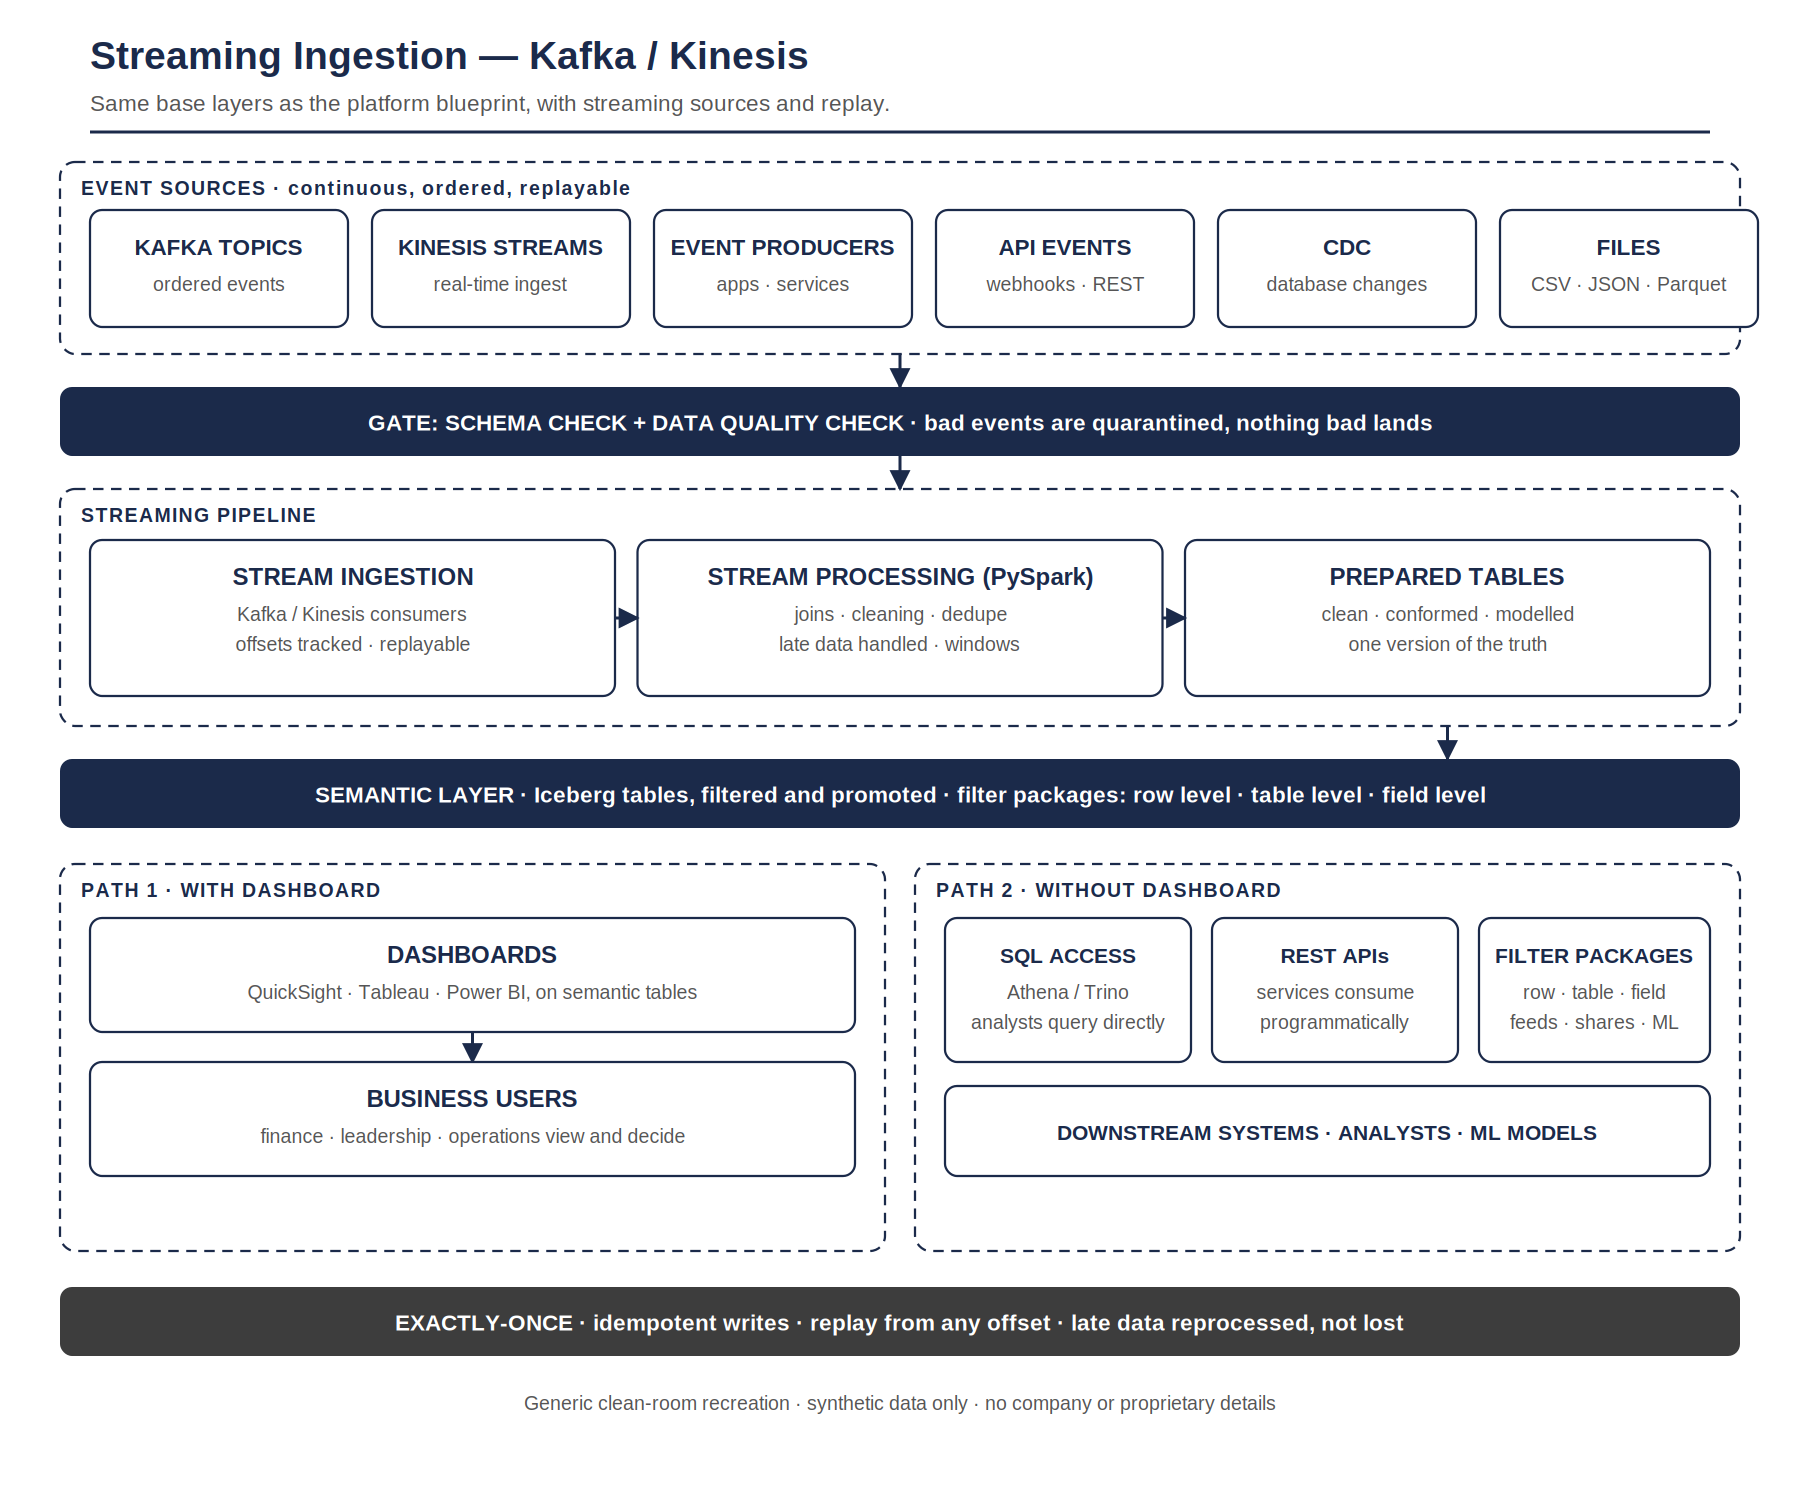 Streaming Ingestion — Kafka / Kinesis
Same base layers as the platform blueprint, with streaming sources and replay.
EVENT SOURCES · continuous, ordered, replayable
KAFKA TOPICS
ordered events
KINESIS STREAMS
real-time ingest
EVENT PRODUCERS
apps · services
API EVENTS
webhooks · REST
CDC
database changes
FILES
CSV · JSON · Parquet
GATE: SCHEMA CHECK + DATA QUALITY CHECK · bad events are quarantined, nothing bad lands
STREAMING PIPELINE
STREAM INGESTION
Kafka / Kinesis consumers
offsets tracked · replayable
STREAM PROCESSING (PySpark)
joins · cleaning · dedupe
late data handled · windows
PREPARED TABLES
clean · conformed · modelled
one version of the truth
SEMANTIC LAYER · Iceberg tables, filtered and promoted · filter packages: row level · table level · field level
PATH 1 · WITH DASHBOARD
DASHBOARDS
QuickSight · Tableau · Power BI, on semantic tables
BUSINESS USERS
finance · leadership · operations view and decide
PATH 2 · WITHOUT DASHBOARD
SQL ACCESS
Athena / Trino
analysts query directly
REST APIs
services consume
programmatically
FILTER PACKAGES
row · table · field
feeds · shares · ML
DOWNSTREAM SYSTEMS · ANALYSTS · ML MODELS
EXACTLY-ONCE · idempotent writes · replay from any offset · late data reprocessed, not lost
Generic clean-room recreation · synthetic data only · no company or proprietary details